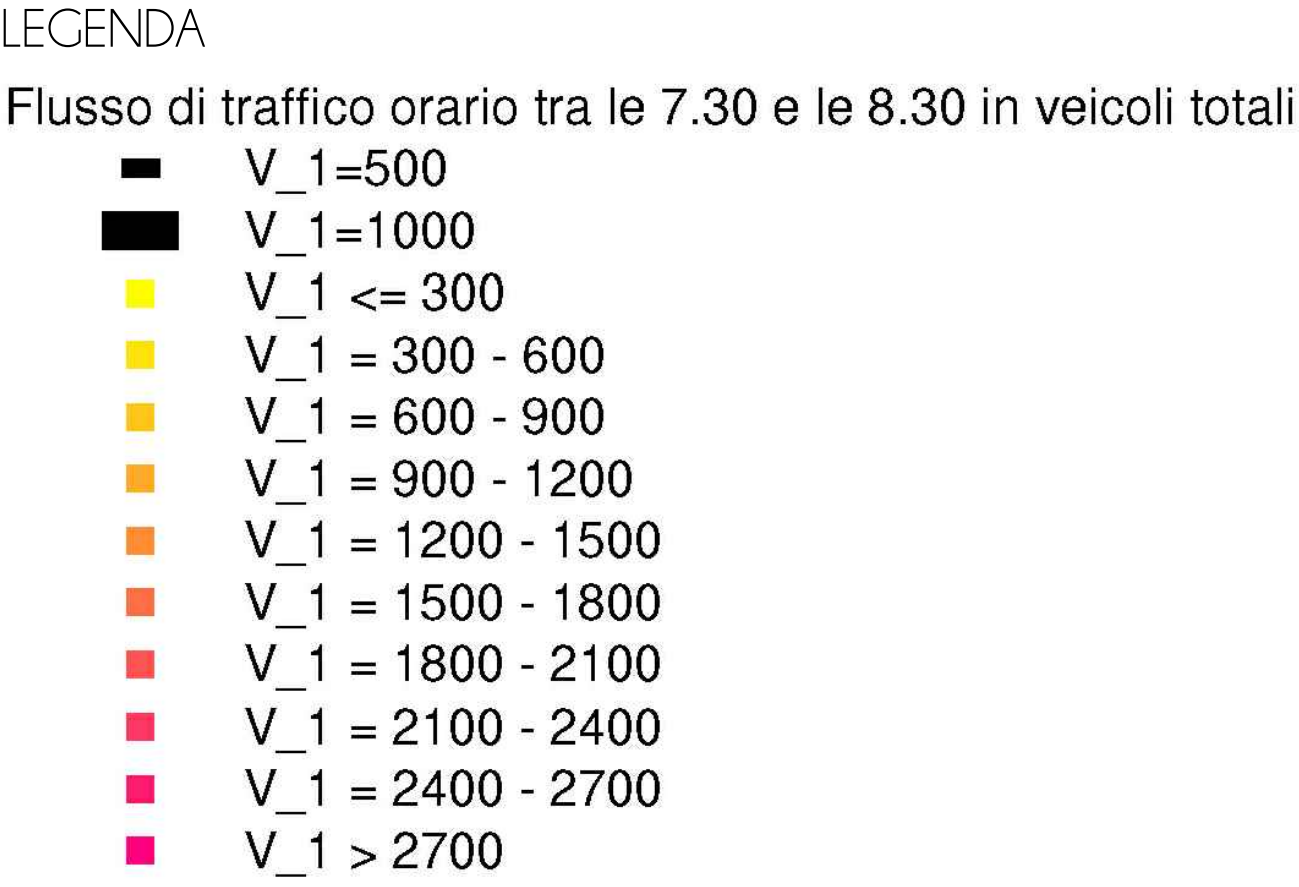 LEGENDA
Flusso di traffico orario tra le 7.30 e le 8.30 in veicoli totali
V_1=500
V_1=1000
V_1 <= 300
V_1 = 300 - 600
V_1 = 600 - 900
V_1 = 900 - 1200
V_1 = 1200 - 1500
V_1 = 1500 - 1800
V_1 = 1800 - 2100
V_1 = 2100 - 2400
V_1 = 2400 - 2700
V_1 > 2700